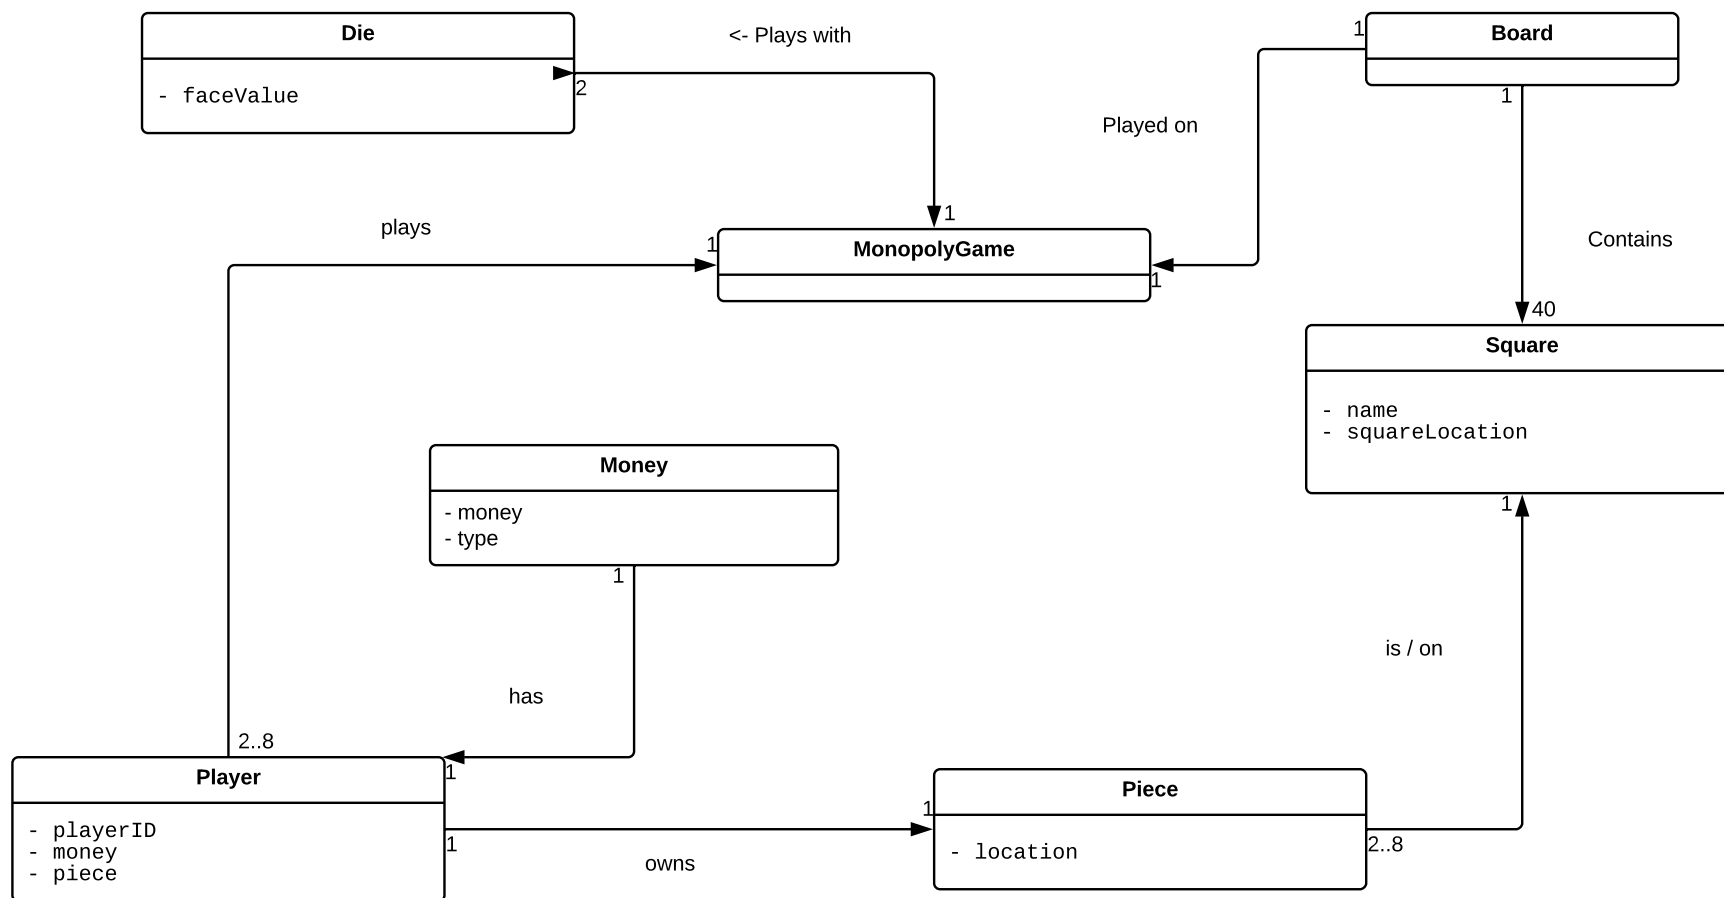 Die
- faceValue
<- Plays with
2
1
Board
1
1
Played on
Contains
plays
1
MonopolyGame
1
40
Square
- name
- squareLocation
1
Money
- money
- type
1
has
is / on
2..8
Player
1
- playerID
- money
- piece
1
owns
1
Piece
- location
2..8